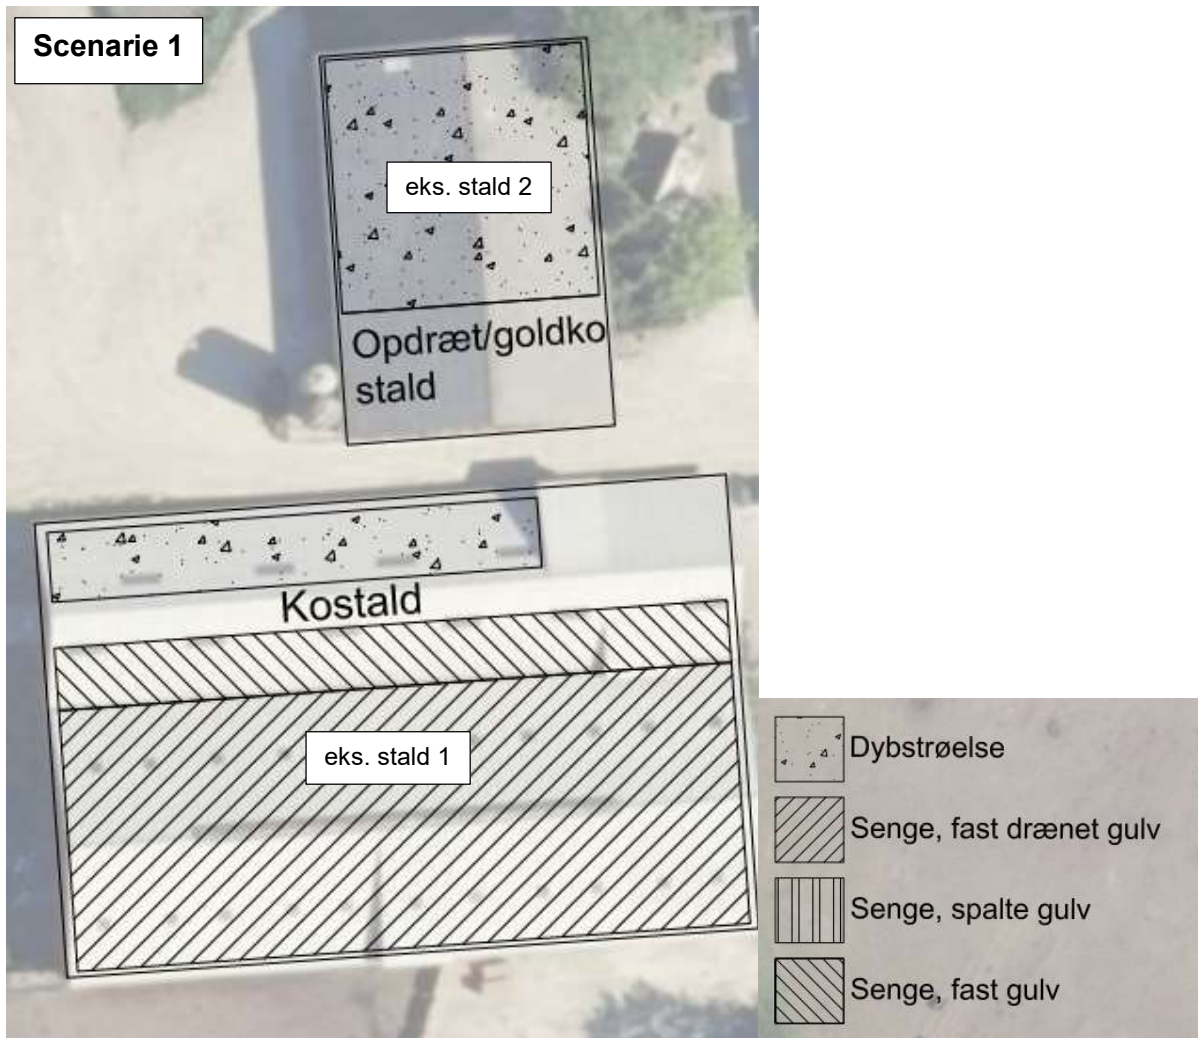 Scenarie 1
eks. stald 2
Opdræt/goldko
stald
Kostald
eks. stald 1
Dybstrøelse
Senge, fast drænet gulv
Senge, spalte gulv
Senge, fast gulv